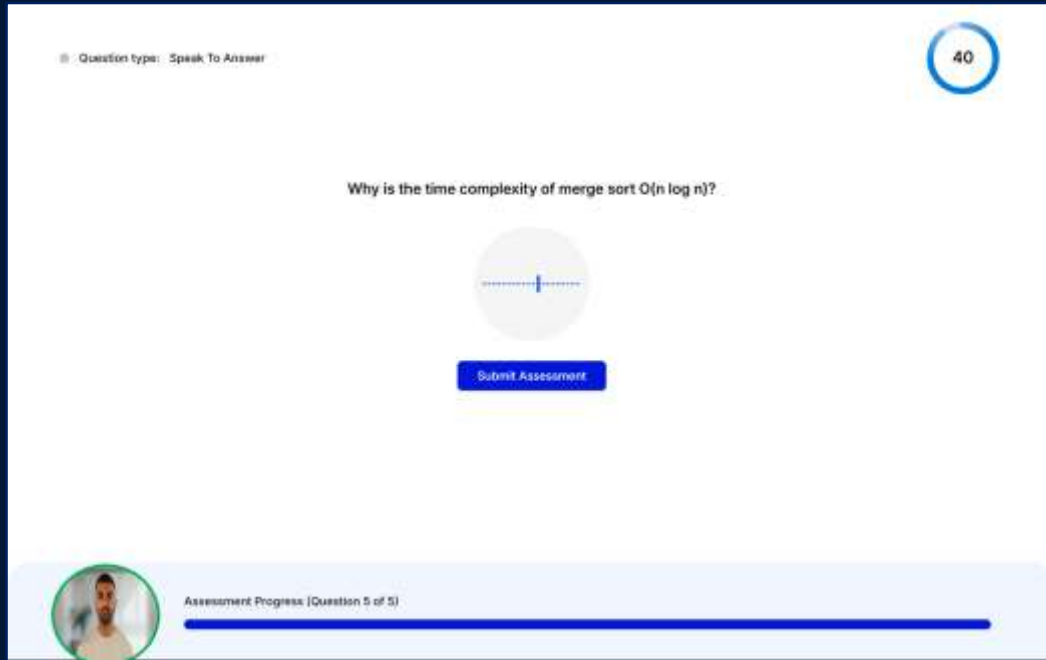 Question type: Speak To Answer
40
Why is the time complexity of merge sort O(n log n)?
Submit Assessment
Assessment Progress (Question 5 of 5)